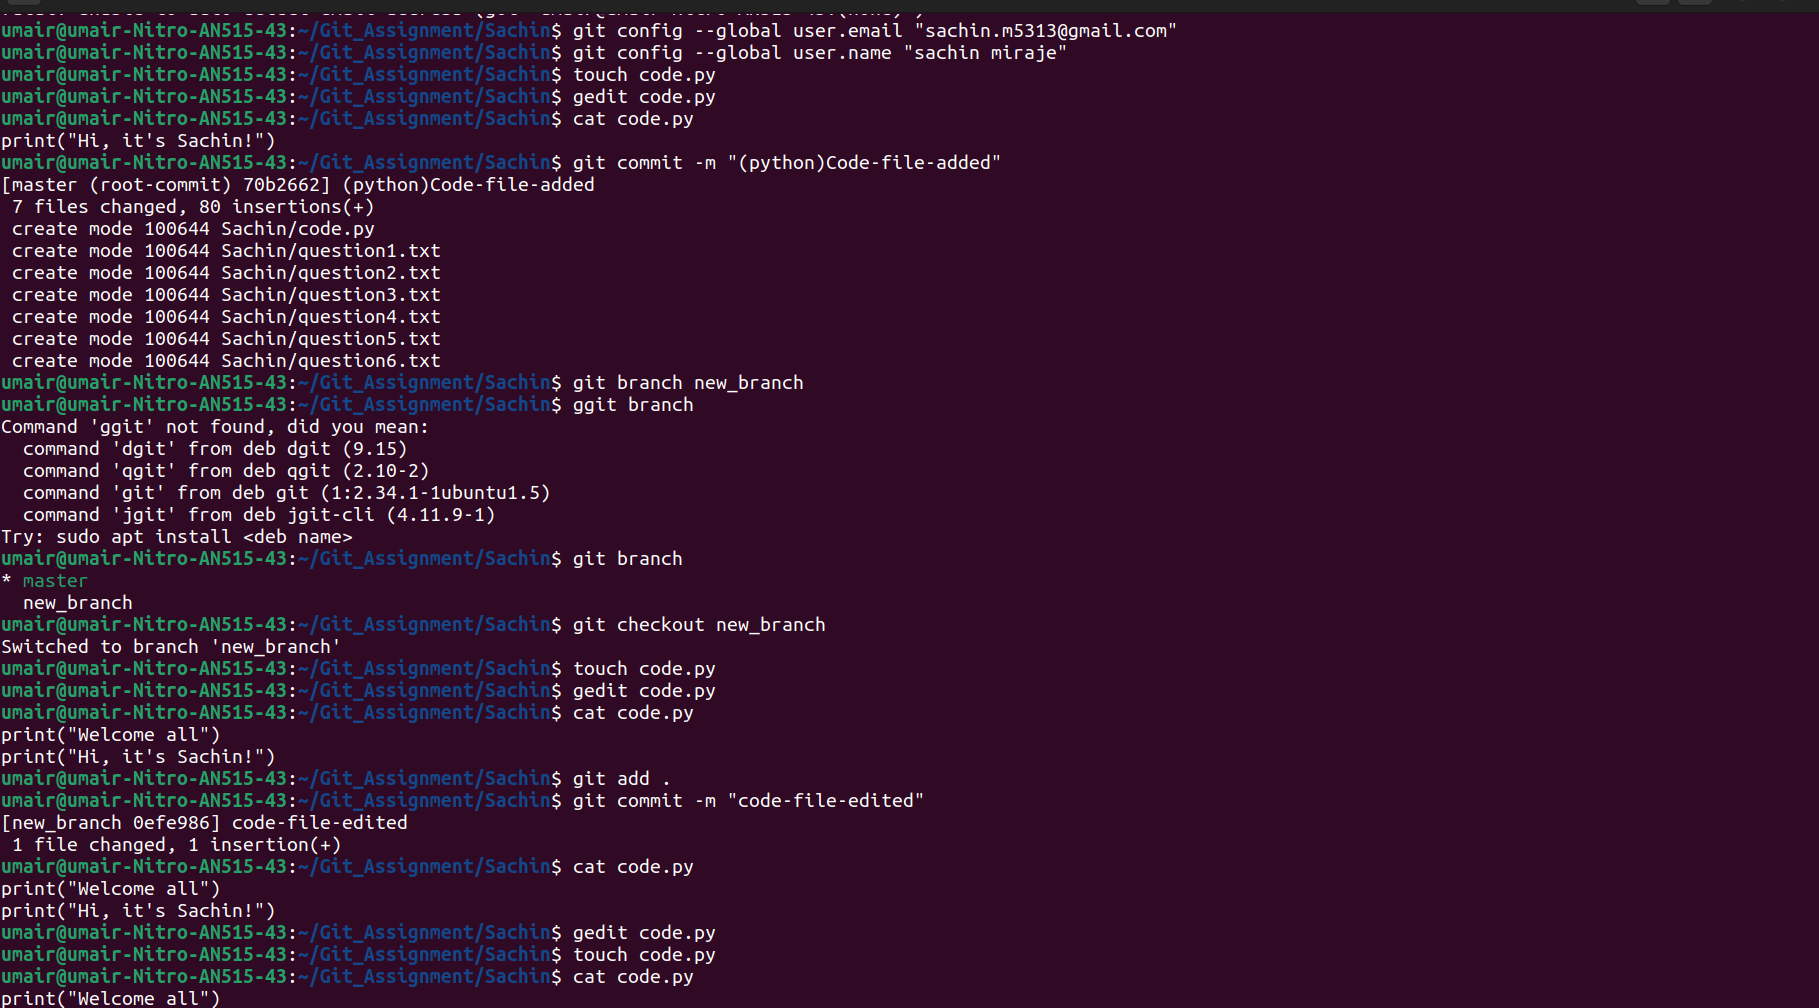 umair@umair-Nitro-AN515-43:~/Git_Assignment/Sachin$ git config --global user.email "sachin.m5313@gmail.com"
umair@umair-Nitro-AN515-43:~/Git_Assignment/Sachin$ git config --global user.name "sachin miraje"
umair@umair-Nitro-AN515-43:~/Git_Assignment/Sachin$ touch code.py
umair@umair-Nitro-AN515-43:~/Git_Assignment/Sachin$ gedit code.py
umair@umair-Nitro-AN515-43:~/Git_Assignment/Sachin$ cat code.py
print("Hi, it's Sachin!")
umair@umair-Nitro-AN515-43:~/Git_Assignment/Sachin$ git commit -m "(python)Code-file-added"
[master (root-commit) 70b2662] (python)Code-file-added
 7 files changed, 80 insertions(+)
 create mode 100644 Sachin/code.py
 create mode 100644 Sachin/question1.txt
 create mode 100644 Sachin/question2.txt
 create mode 100644 Sachin/question3.txt
 create mode 100644 Sachin/question4.txt
 create mode 100644 Sachin/question5.txt
 create mode 100644 Sachin/question6.txt
umair@umair-Nitro-AN515-43:~/Git_Assignment/Sachin$ git branch new_branch
umair@umair-Nitro-AN515-43:~/Git_Assignment/Sachin$ ggit branch
Command 'ggit' not found, did you mean:
  command 'dgit' from deb dgit (9.15)
  command 'qgit' from deb qgit (2.10-2)
  command 'git' from deb git (1:2.34.1-1ubuntu1.5)
  command 'jgit' from deb jgit-cli (4.11.9-1)
Try: sudo apt install <deb name>
umair@umair-Nitro-AN515-43:~/Git_Assignment/Sachin$ git branch
* master
  new_branch
umair@umair-Nitro-AN515-43:~/Git_Assignment/Sachin$ git checkout new_branch
Switched to branch 'new_branch'
umair@umair-Nitro-AN515-43:~/Git_Assignment/Sachin$ touch code.py
umair@umair-Nitro-AN515-43:~/Git_Assignment/Sachin$ gedit code.py
umair@umair-Nitro-AN515-43:~/Git_Assignment/Sachin$ cat code.py
print("Welcome all")
print("Hi, it's Sachin!")
umair@umair-Nitro-AN515-43:~/Git_Assignment/Sachin$ git add .
umair@umair-Nitro-AN515-43:~/Git_Assignment/Sachin$ git commit -m "code-file-edited"
[new_branch 0efe986] code-file-edited
 1 file changed, 1 insertion(+)
umair@umair-Nitro-AN515-43:~/Git_Assignment/Sachin$ cat code.py
print("Welcome all")
print("Hi, it's Sachin!")
umair@umair-Nitro-AN515-43:~/Git_Assignment/Sachin$ gedit code.py
umair@umair-Nitro-AN515-43:~/Git_Assignment/Sachin$ touch code.py
umair@umair-Nitro-AN515-43:~/Git_Assignment/Sachin$ cat code.py
print("Welcome all")